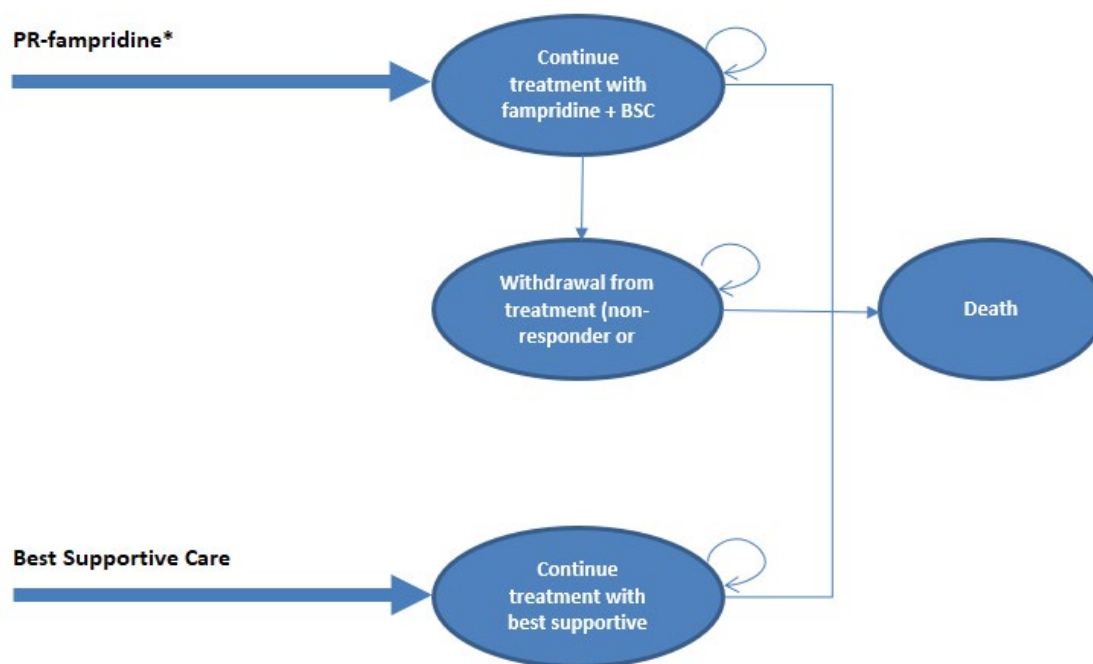 PR-fampridine*
Continue
treatment with
fampridine + BSC
Withdrawal from
treatment (non-
responder or
Death
Best Supportive Care
Continue
treatment with
best supportive